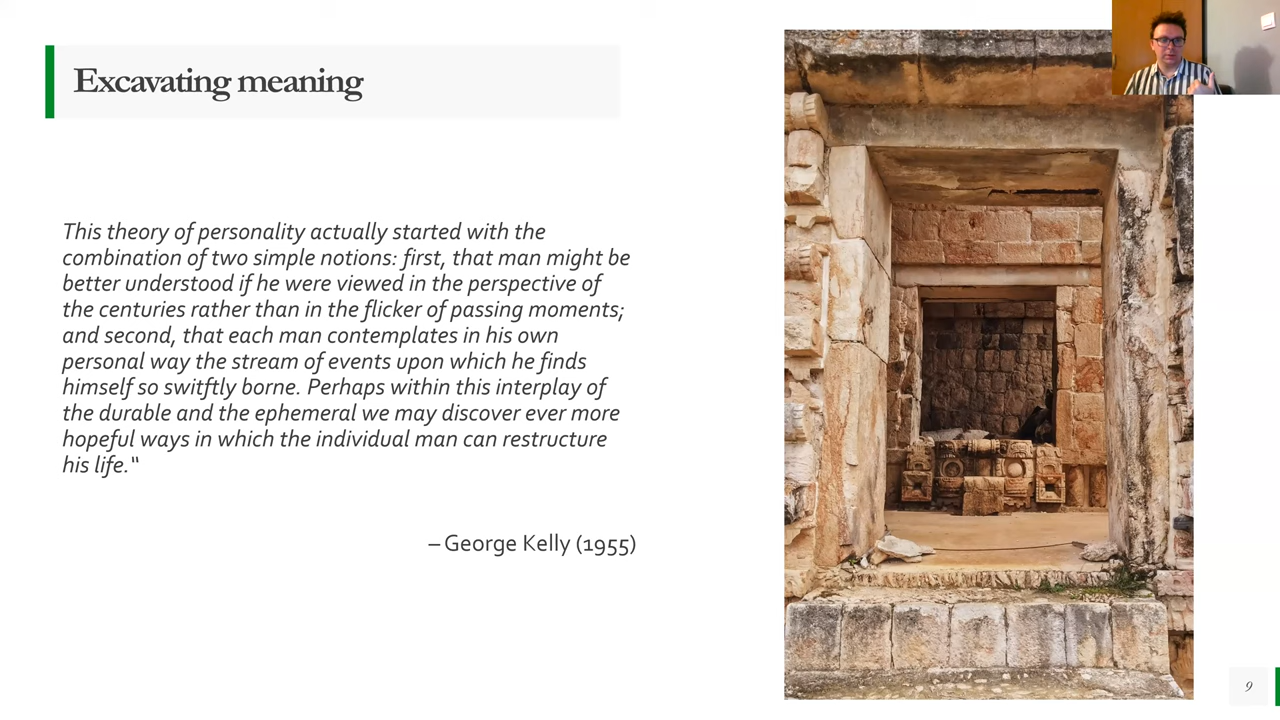 Excavating meaning
This theory of personality actually started with the
combination of two simple notions: first, that man might be
better understood if he were viewed in the perspective of
the centuries rather than in the flicker of passing moments;
and second, that each man contemplates in his own
personal way the stream of events upon which he finds
himself so switftly borne. Perhaps within this interplay of
the durable and the ephemeral we may discover ever more
hopeful ways in which the individual man can restructure
his life.“
– George Kelly (1955)
9